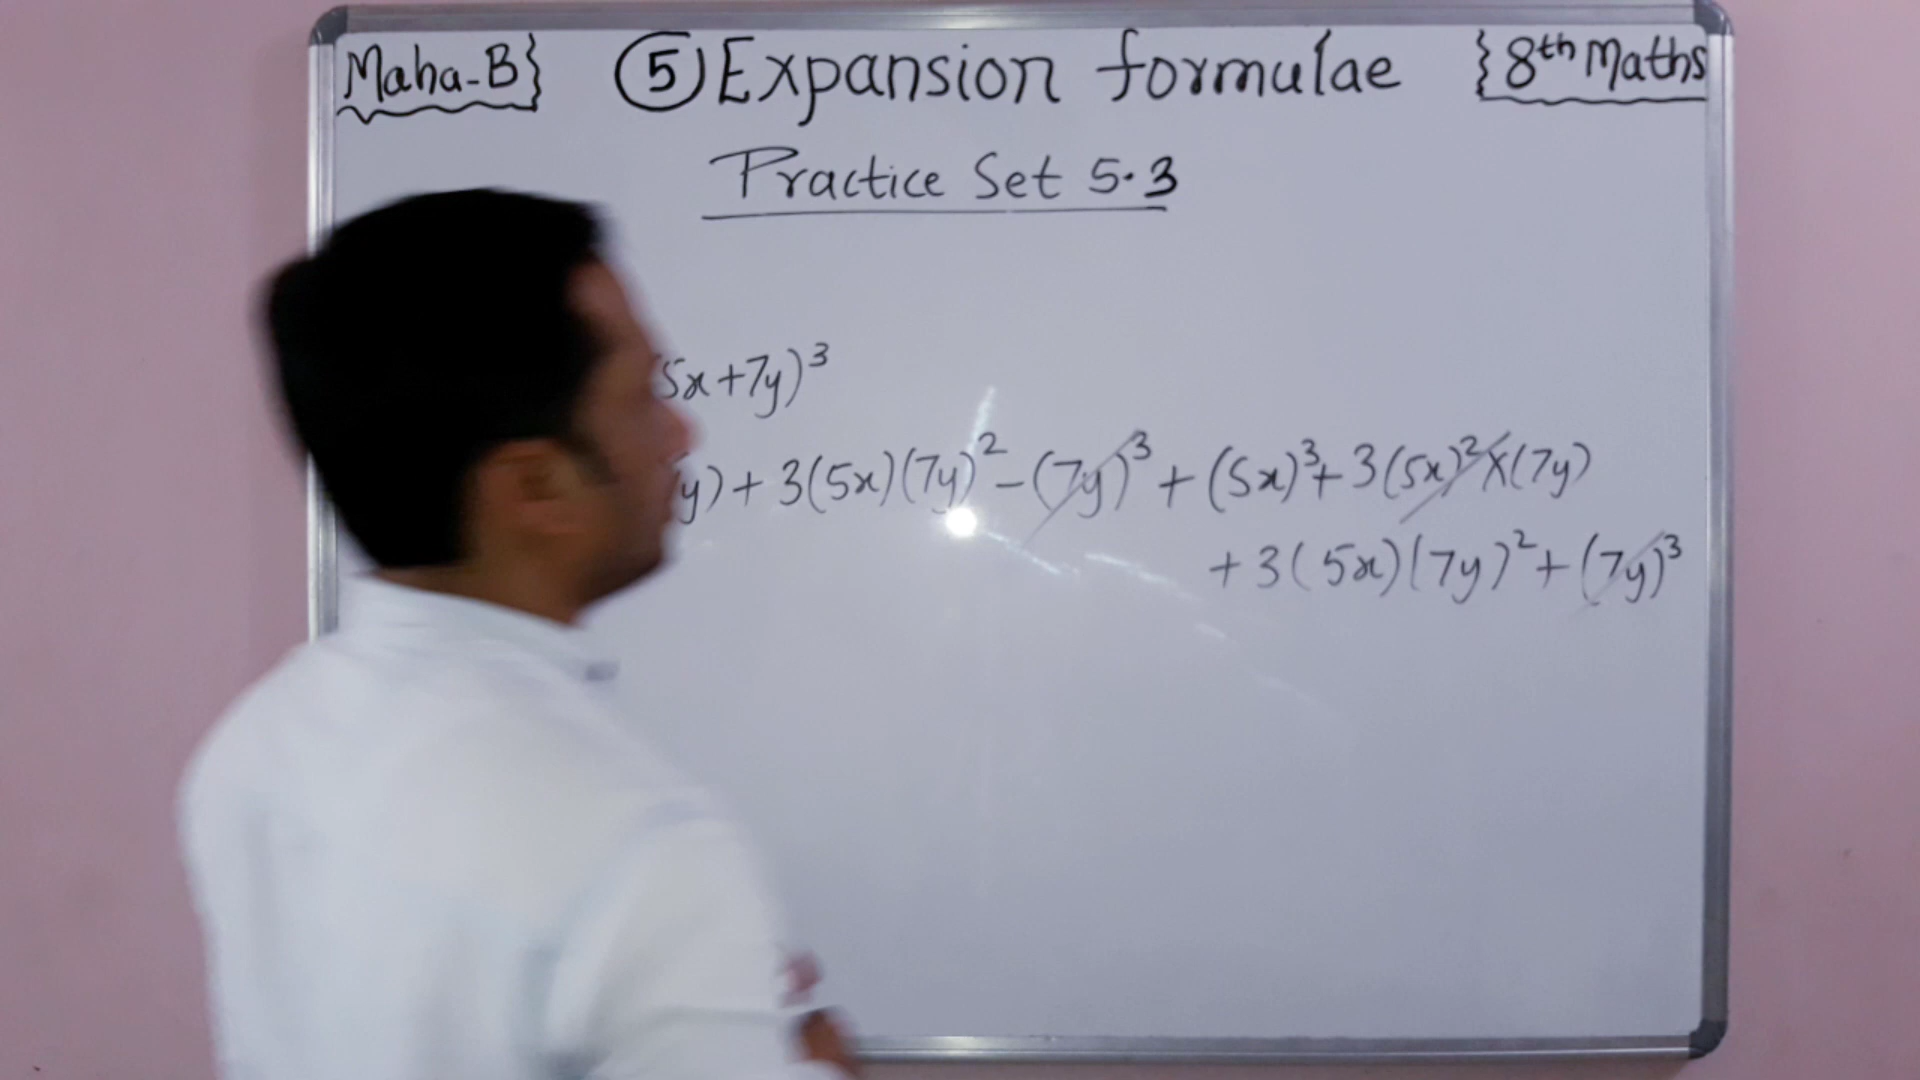 Maha-B} ⑤ Expansion formulae {8th Maths
Practice Set 5.3
5x+7y)³
y) + 3(5x)(7y)² - (7y)³ + (5x)³ + 3(5x)² × (7y)
+ 3(5x)(7y)² + (7y)³